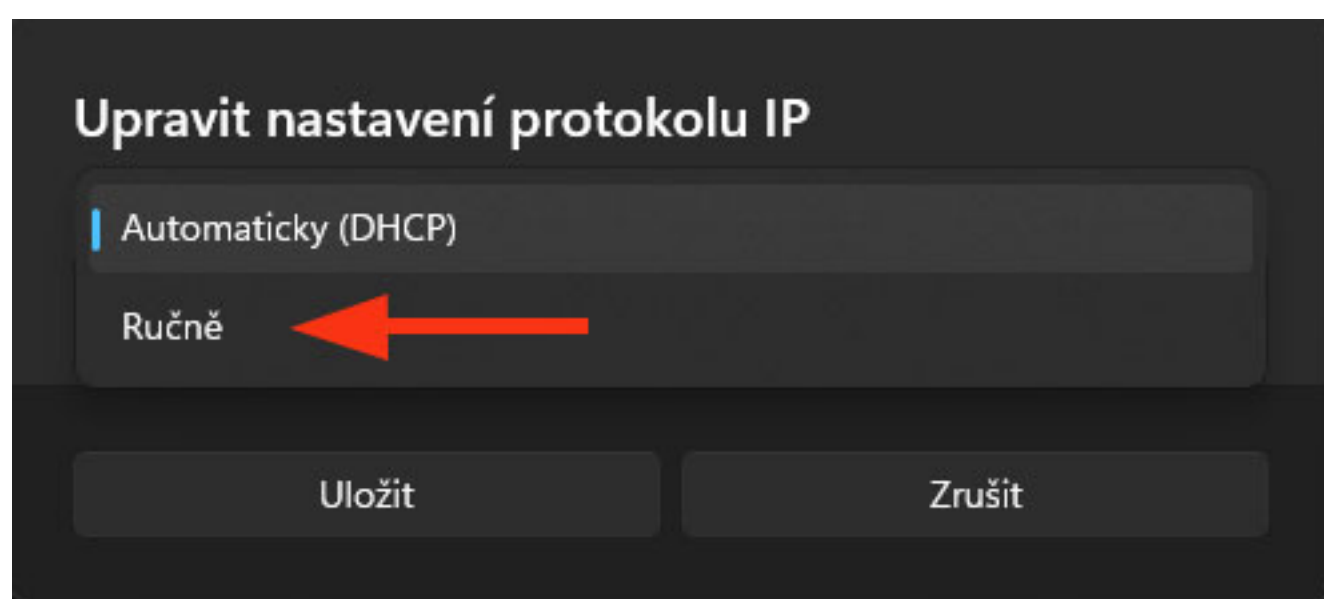 Upravit nastavení protokolu IP
Automaticky (DHCP)
Ručně
Uložit
Zrušit